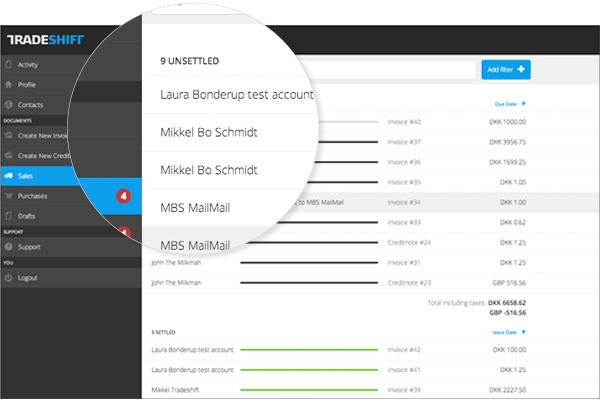 TRADESHIFT
Activity
Profile
Contacts
DOCUMENTS
Create New Invoi
Create New Credit
Sales
Purchases
4
Drafts
SUPPORT
Support
YOU
Logout
9 UNSETTLED
Laura Bonderup test account
Mikkel Bo Schmidt
Mikkel Bo Schmidt
MBS MailMail
MBS MailMail
Add filter +
Due Date ▼
Invoice #40 DKK 1000.00
Invoice #37 DKK 3956.75
Invoice #36 DKK 1699.25
Invoice #35 DKK 1.00
t to MBS MailMail Invoice #34 DKK 1.00
Invoice #33 DKK 0.62
Creditnote #24 DKK 1.25
John The Milkman Invoice #31 DKK 1.25
John The Milkman Creditnote #23 GBP 516.56
Total including taxes DKK 6658.62
GBP -516.56
5 SETTLED Issue Date ▼
Laura Bonderup test account Invoice #42 DKK 100.00
Laura Bonderup test account Invoice #41 DKK 1.25
Mikkel Tradeshift Invoice #39 DKK 2227.50